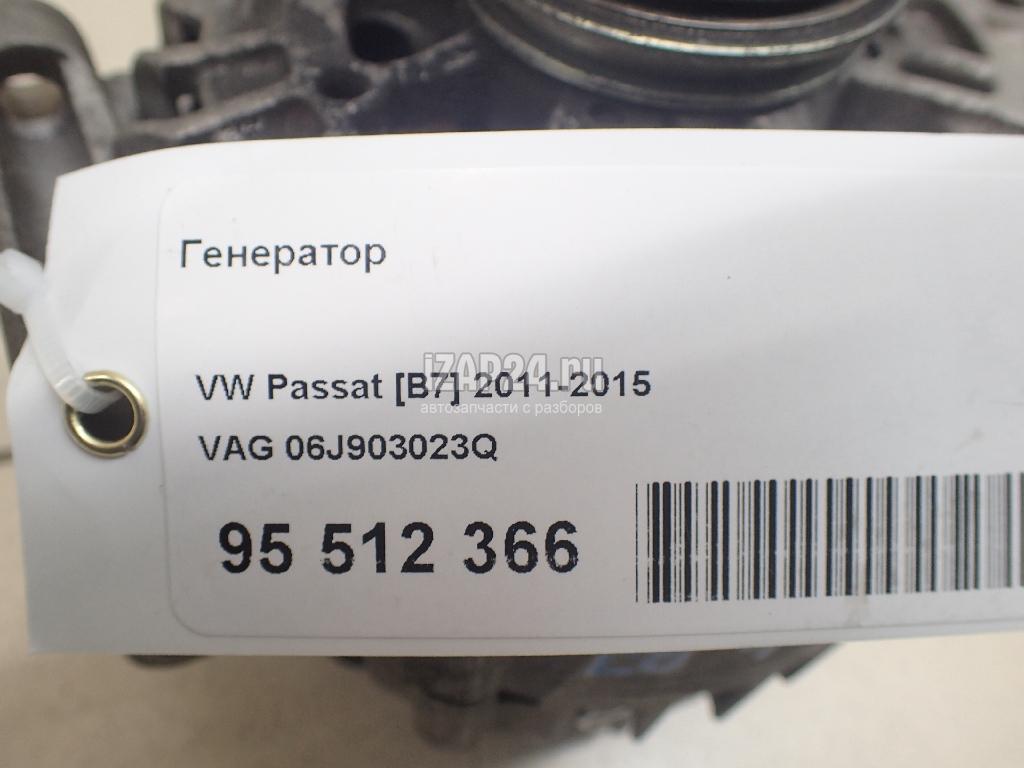 Генератор
VW Passat [B7] 2011-2015
iZAP24.ru
автозапчасти с разборов
VAG 06J903023Q
95 512 366